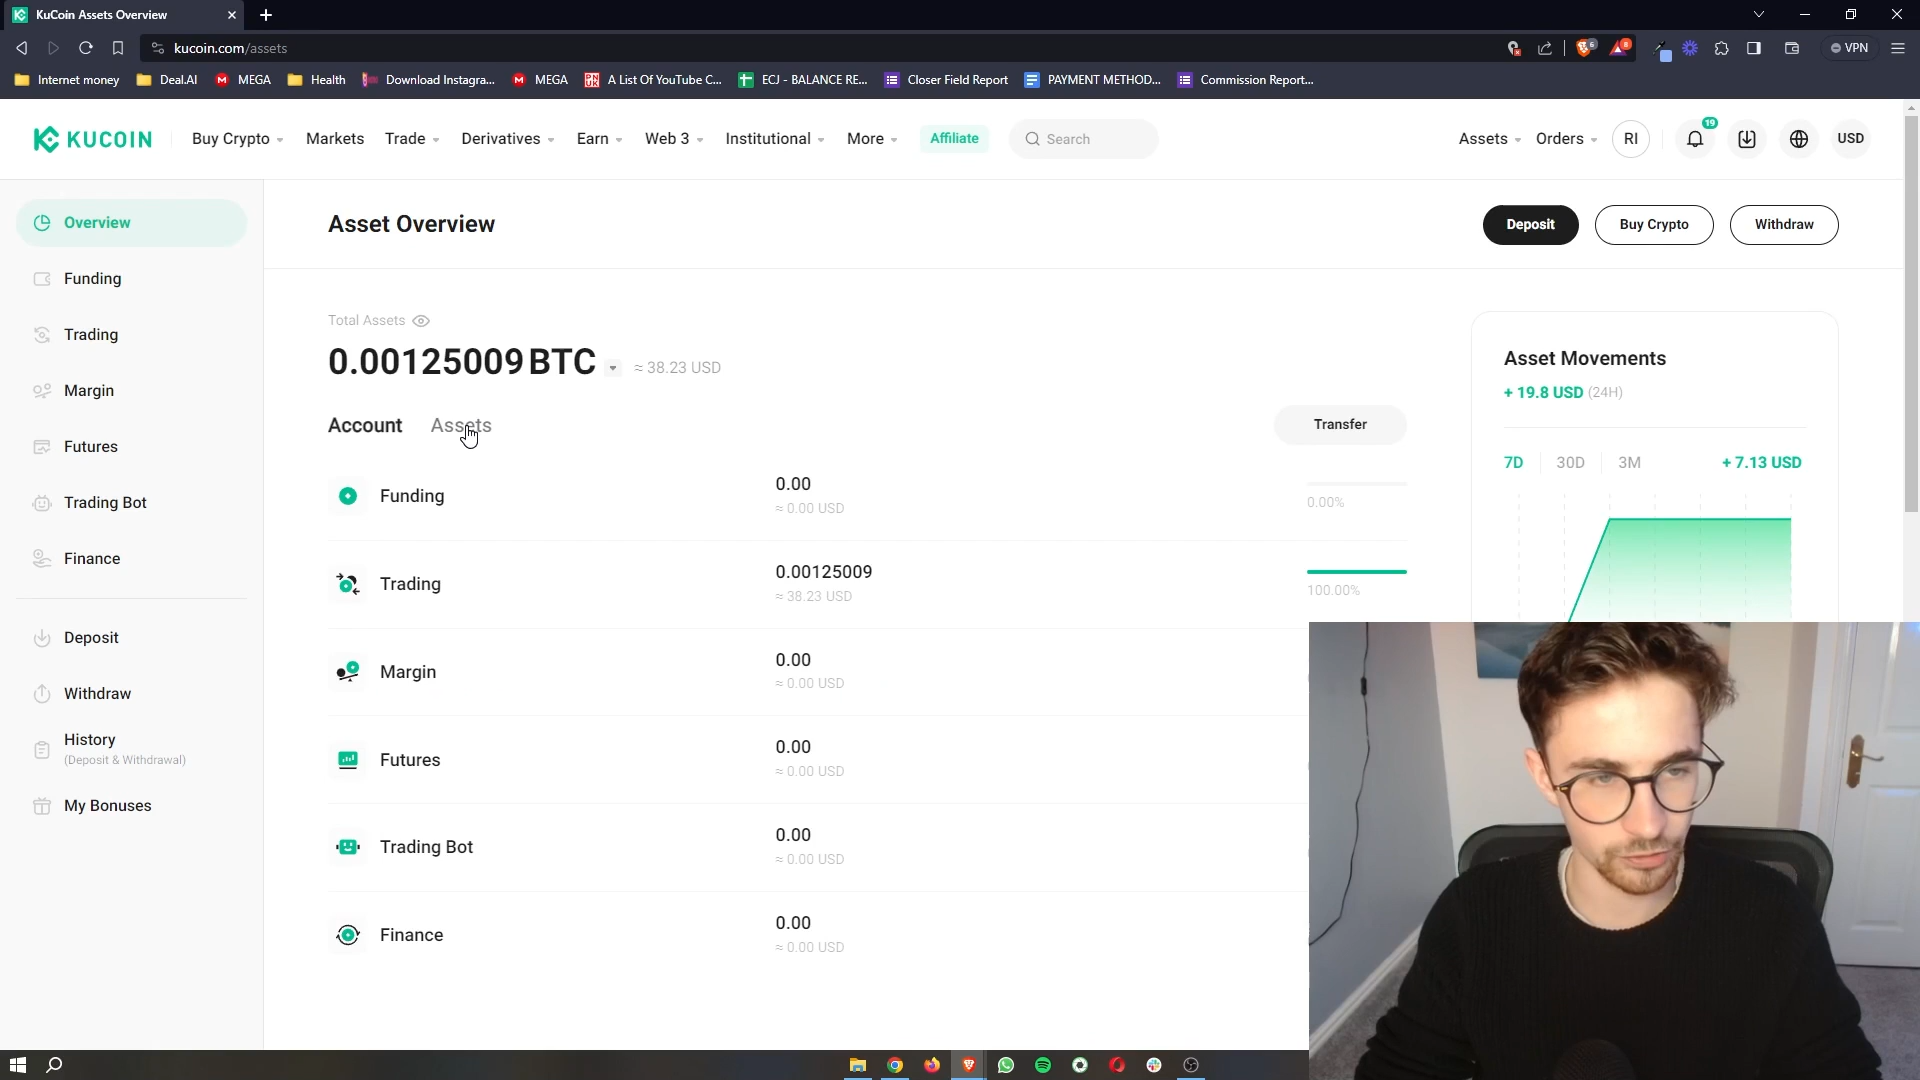 KuCoin Assets Overview
kucoin.com/assets
6
8
VPN
Internet money
Deal.AI
MEGA
Health
Download Instagra...
MEGA
A List Of YouTube C...
ECJ - BALANCE RE...
Closer Field Report
PAYMENT METHOD...
Commission Report...
KUCOIN
Buy Crypto
Markets
Trade
Derivatives
Earn
Web 3
Institutional
More
Affiliate
Search
Assets
Orders
RI
19
USD
Overview
Funding
Trading
Margin
Futures
Trading Bot
Finance
Deposit
Withdraw
History
(Deposit & Withdrawal)
My Bonuses
Asset Overview
Deposit
Buy Crypto
Withdraw
Total Assets
0.00125009 BTC ≈ 38.23 USD
Account
Assets
Transfer
Funding
0.00
≈ 0.00 USD
0.00%
Trading
0.00125009
≈ 38.23 USD
100.00%
Margin
0.00
≈ 0.00 USD
Futures
0.00
≈ 0.00 USD
Trading Bot
0.00
≈ 0.00 USD
Finance
0.00
≈ 0.00 USD
Asset Movements
+ 19.8 USD (24H)
7D
30D
3M
+ 7.13 USD